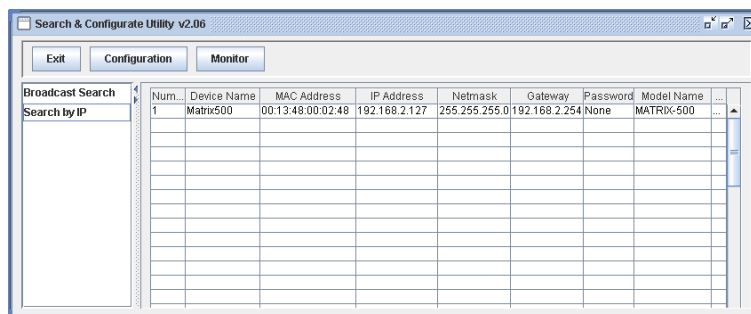 Search & Configurate Utility v2.06
Exit Configuration Monitor
Broadcast Search
Search by IP
Num... Device Name MAC Address IP Address Netmask Gateway Password Model Name ...
1 Matrix500 00:13:48:00:02:48 192.168.2.127 255.255.255.0 192.168.2.254 None MATRIX-500 ...